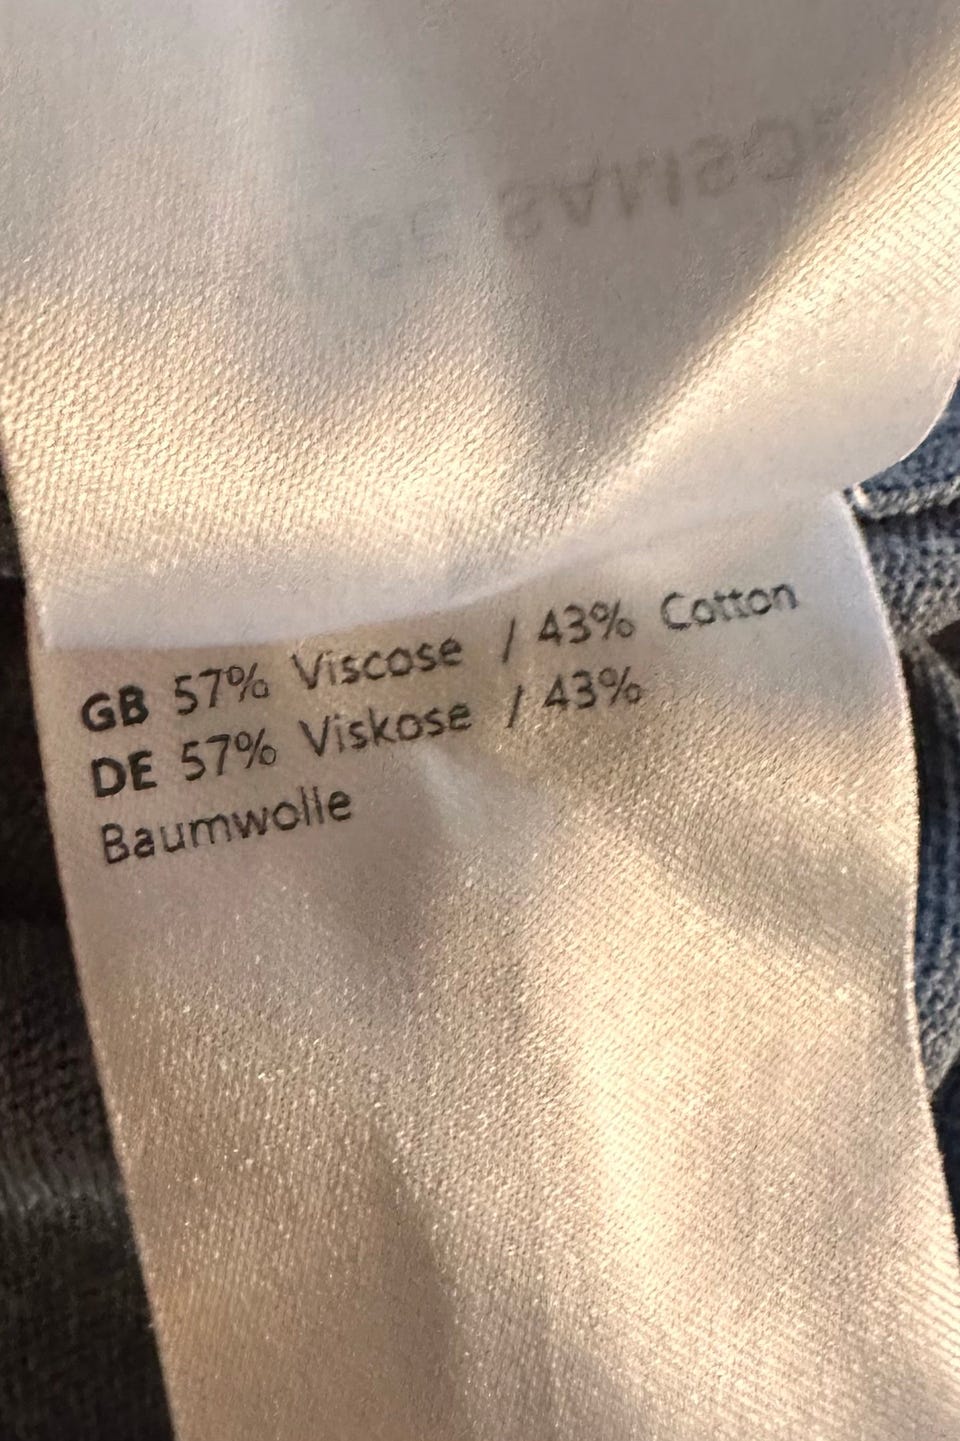 GB 57% Viscose / 43% Cotton
DE 57% Viskose / 43%
Baumwolle